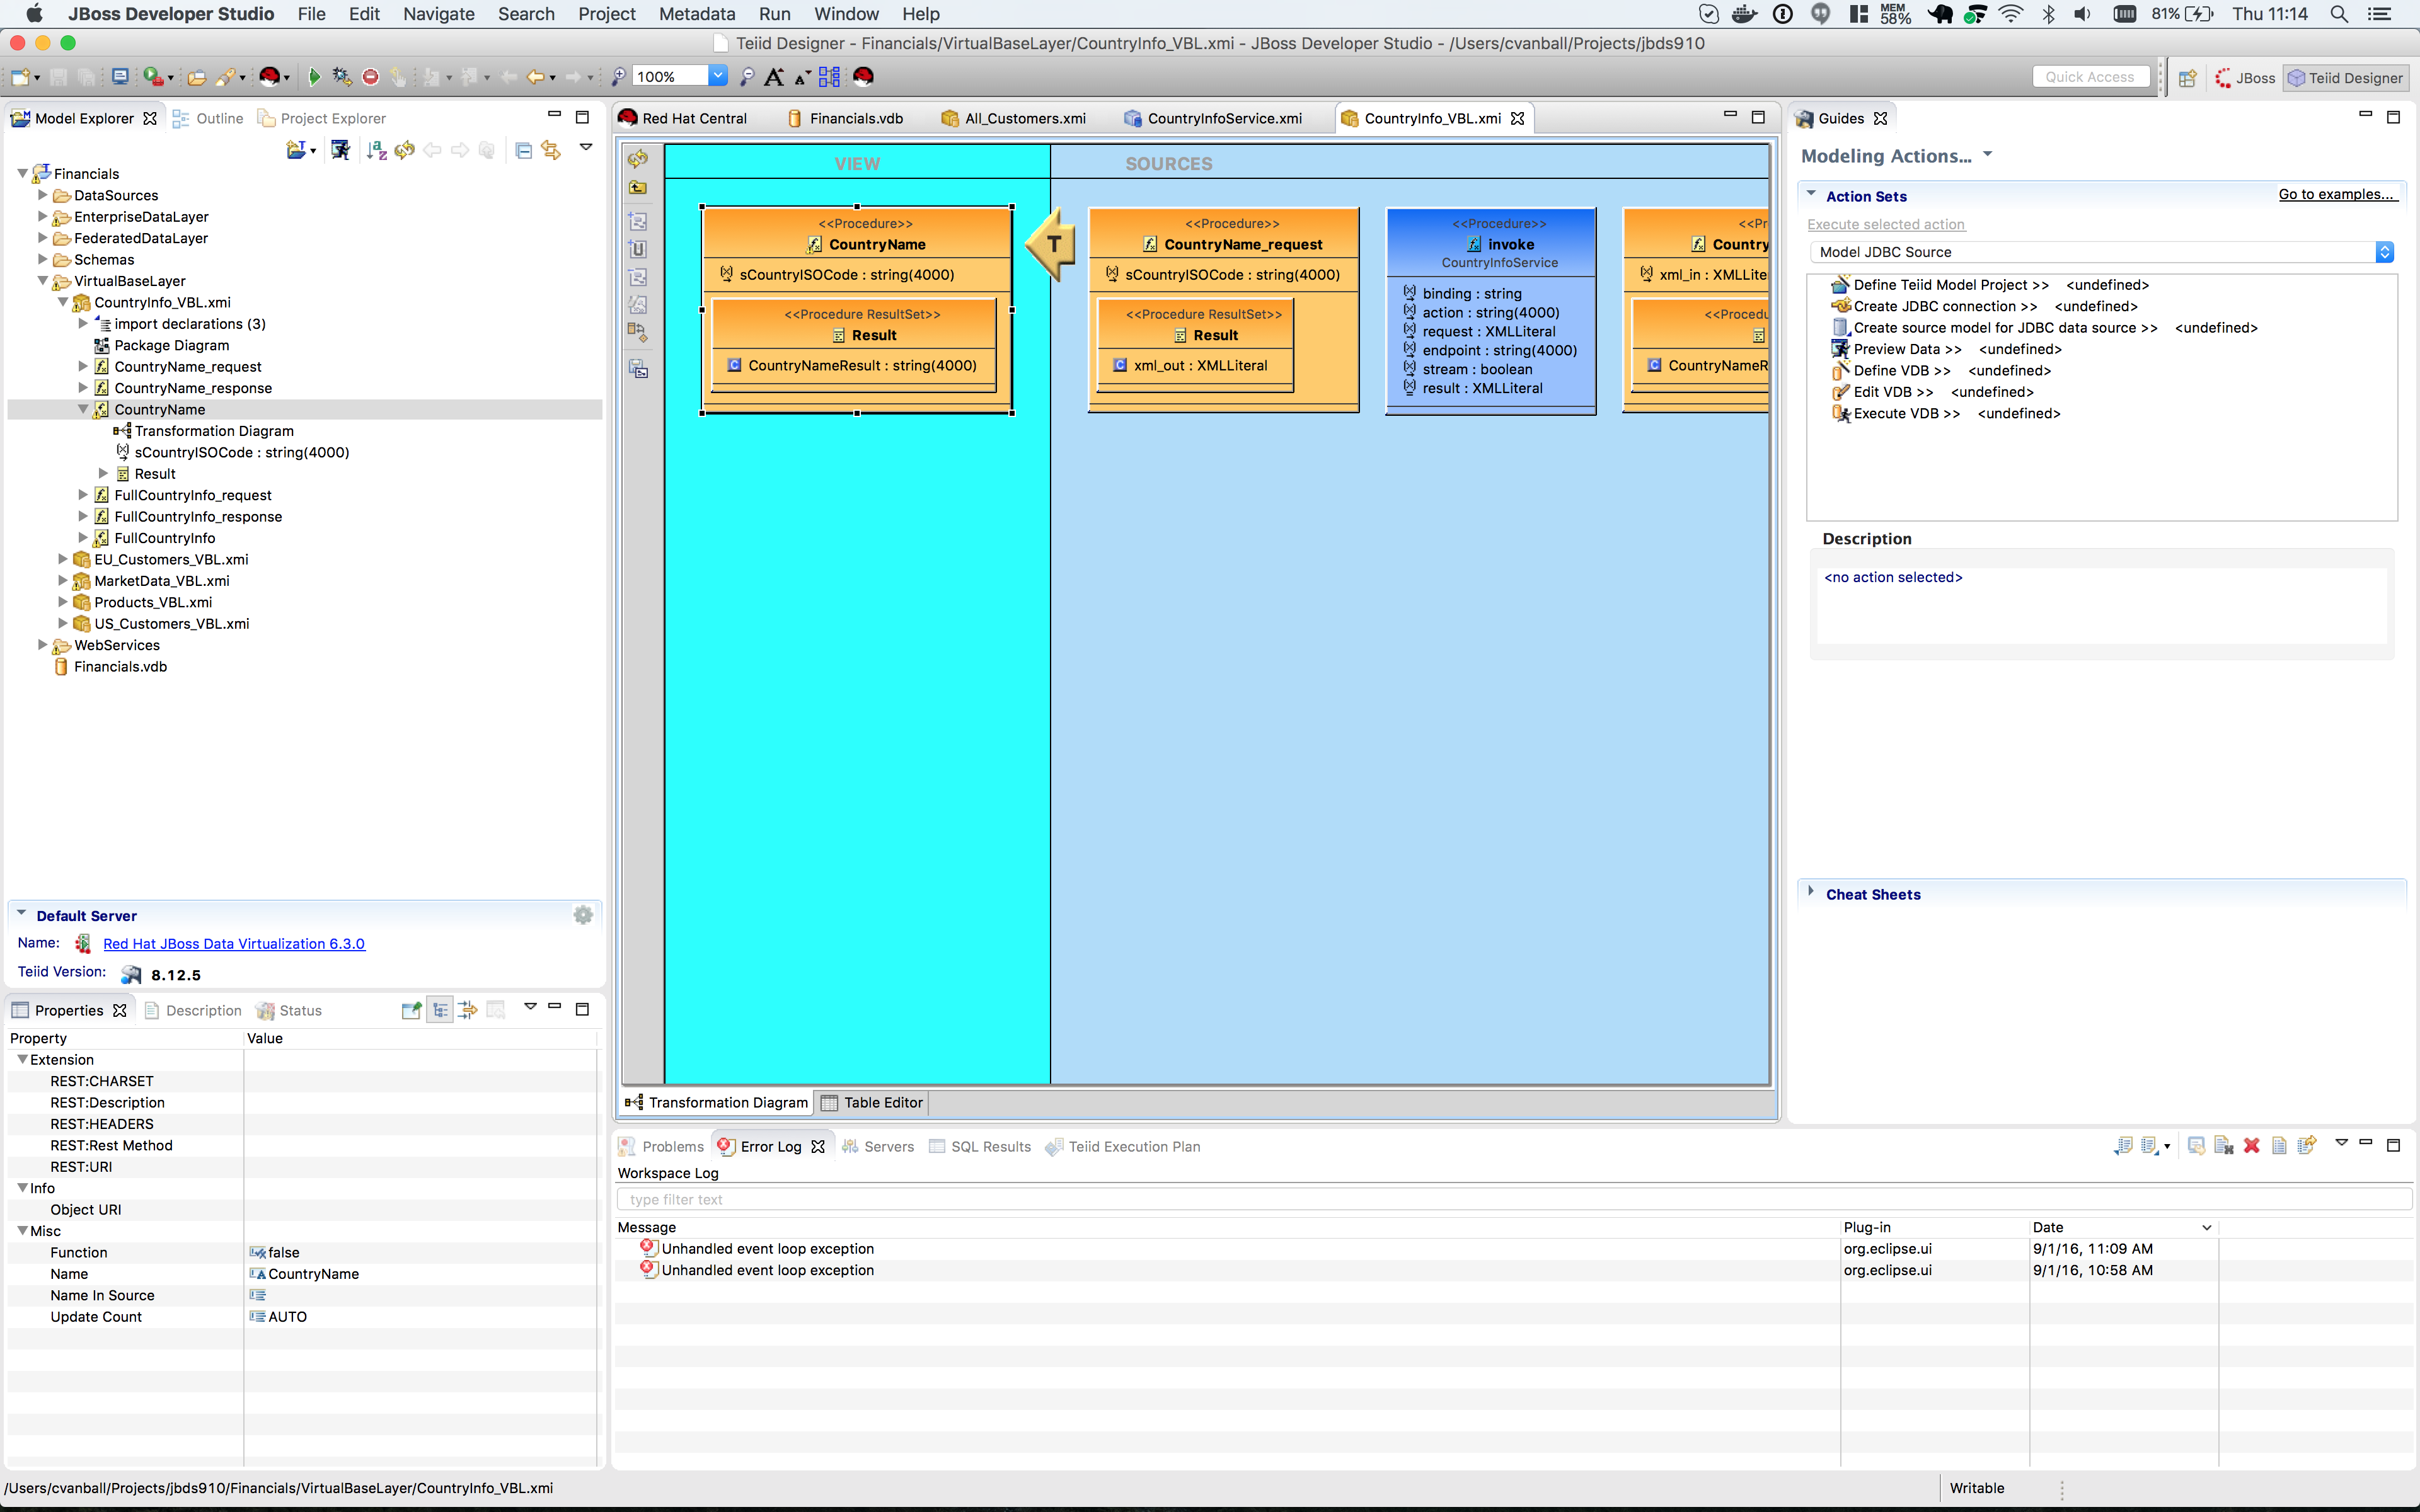 JBoss Developer Studio File Edit Navigate Search Project Metadata Run Window Help MEM 58% 81% Thu 11:14
Teiid Designer - Financials/VirtualBaseLayer/CountryInfo_VBL.xmi - JBoss Developer Studio - /Users/cvanball/Projects/jbds910
100% Quick Access JBoss Teiid Designer
Model Explorer Outline Project Explorer
Financials
DataSources
EnterpriseDataLayer
FederatedDataLayer
Schemas
VirtualBaseLayer
CountryInfo_VBL.xmi
import declarations (3)
Package Diagram
CountryName_request
CountryName_response
CountryName
Transformation Diagram
sCountryISOCode : string(4000)
Result
FullCountryInfo_request
FullCountryInfo_response
FullCountryInfo
EU_Customers_VBL.xmi
MarketData_VBL.xmi
Products_VBL.xmi
US_Customers_VBL.xmi
WebServices
Financials.vdb
Default Server
Name: Red Hat JBoss Data Virtualization 6.3.0
Teiid Version: 8.12.5
Properties Description Status
Property Value
Extension
REST:CHARSET
REST:Description
REST:HEADERS
REST:Rest Method
REST:URI
Info
Object URI
Misc
Function false
Name CountryName
Name In Source
Update Count AUTO
Red Hat Central Financials.vdb All_Customers.xmi CountryInfoService.xmi CountryInfo_VBL.xmi
VIEW SOURCES
<<Procedure>>
CountryName
sCountryISOCode : string(4000)
<<Procedure ResultSet>>
Result
CountryNameResult : string(4000)
T
<<Procedure>>
CountryName_request
sCountryISOCode : string(4000)
<<Procedure ResultSet>>
Result
xml_out : XMLLiteral
<<Procedure>>
invoke
CountryInfoService
binding : string
action : string(4000)
request : XMLLiteral
endpoint : string(4000)
stream : boolean
result : XMLLiteral
<<Pr
Country
xml_in : XMLLite
<<Procedu
CountryNameR
Transformation Diagram Table Editor
Guides
Modeling Actions...
Action Sets Go to examples...
Execute selected action
Model JDBC Source
Define Teiid Model Project >> <undefined>
Create JDBC connection >> <undefined>
Create source model for JDBC data source >> <undefined>
Preview Data >> <undefined>
Define VDB >> <undefined>
Edit VDB >> <undefined>
Execute VDB >> <undefined>
Description
<no action selected>
Cheat Sheets
Problems Error Log Servers SQL Results Teiid Execution Plan
Workspace Log
type filter text
Message Plug-in Date
Unhandled event loop exception org.eclipse.ui 9/1/16, 11:09 AM
Unhandled event loop exception org.eclipse.ui 9/1/16, 10:58 AM
/Users/cvanball/Projects/jbds910/Financials/VirtualBaseLayer/CountryInfo_VBL.xmi Writable